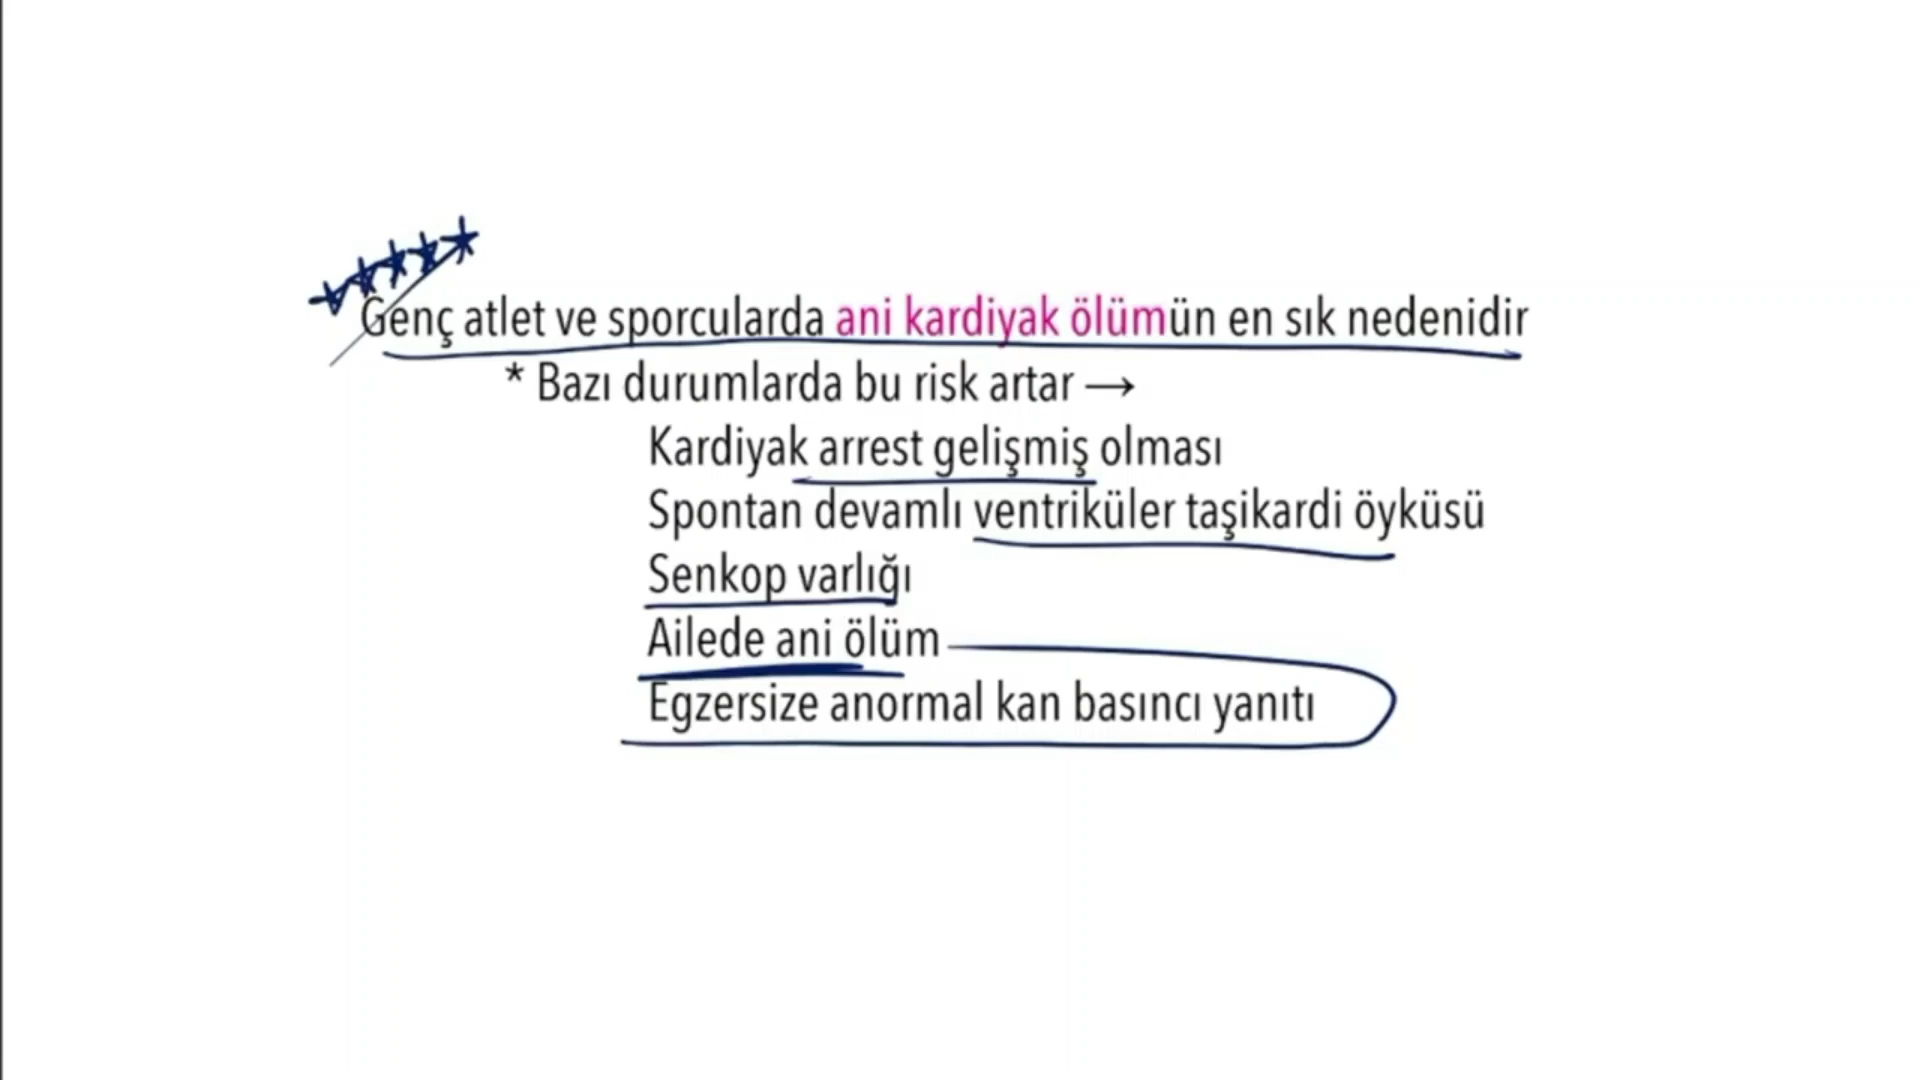 Genç atlet ve sporcularda ani kardiyak ölümün en sık nedenidir
* Bazı durumlarda bu risk artar →
Kardiyak arrest gelişmiş olması
Spontan devamlı ventriküler taşikardi öyküsü
Senkop varlığı
Ailede ani ölüm
Egzersize anormal kan basıncı yanıtı